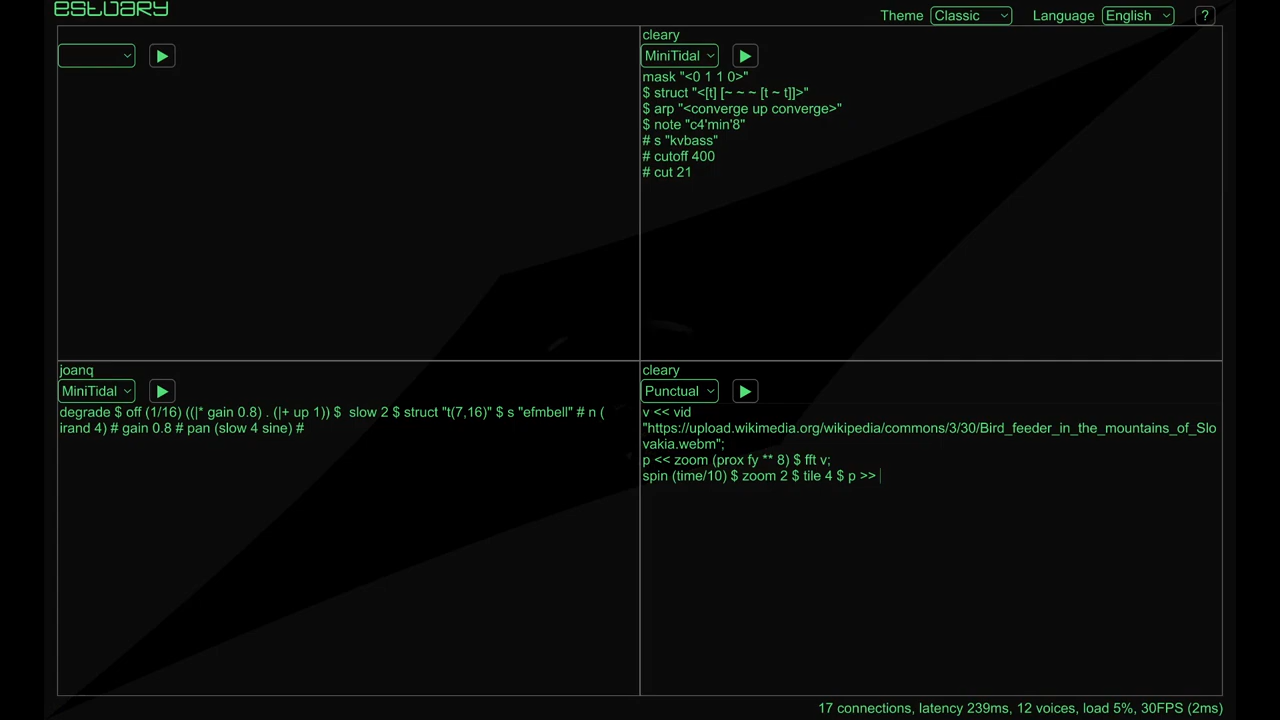 estuary
Theme Classic Language English ?
cleary
MiniTidal
mask "<0 1 1 0>"
$ struct "<[t] [~ ~ ~ [t ~ t]]>"
$ arp "<converge up converge>"
$ note "c4'min'8"
# s "kvbass"
# cutoff 400
# cut 21
joanq
MiniTidal
degrade $ off (1/16) ((|* gain 0.8) . (|+ up 1)) $  slow 2 $ struct "t(7,16)" $ s "efmbell" # n (
irand 4) # gain 0.8 # pan (slow 4 sine) #
cleary
Punctual
v << vid
"https://upload.wikimedia.org/wikipedia/commons/3/30/Bird_feeder_in_the_mountains_of_Slo
vakia.webm";
p << zoom (prox fy ** 8) $ fft v;
spin (time/10) $ zoom 2 $ tile 4 $ p >>
17 connections, latency 239ms, 12 voices, load 5%, 30FPS (2ms)